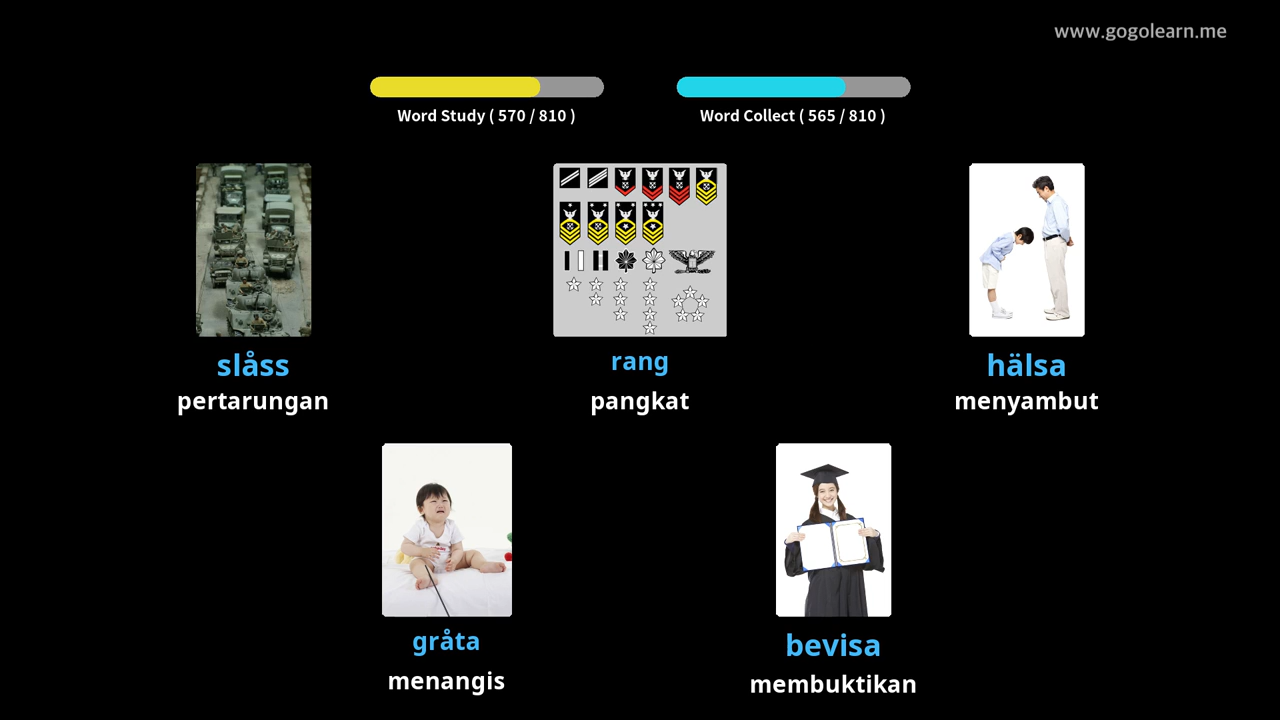 www.gogolearn.me
Word Study ( 570 / 810 )
Word Collect ( 565 / 810 )
slåss
pertarungan
rang
pangkat
hälsa
menyambut
gråta
menangis
bevisa
membuktikan